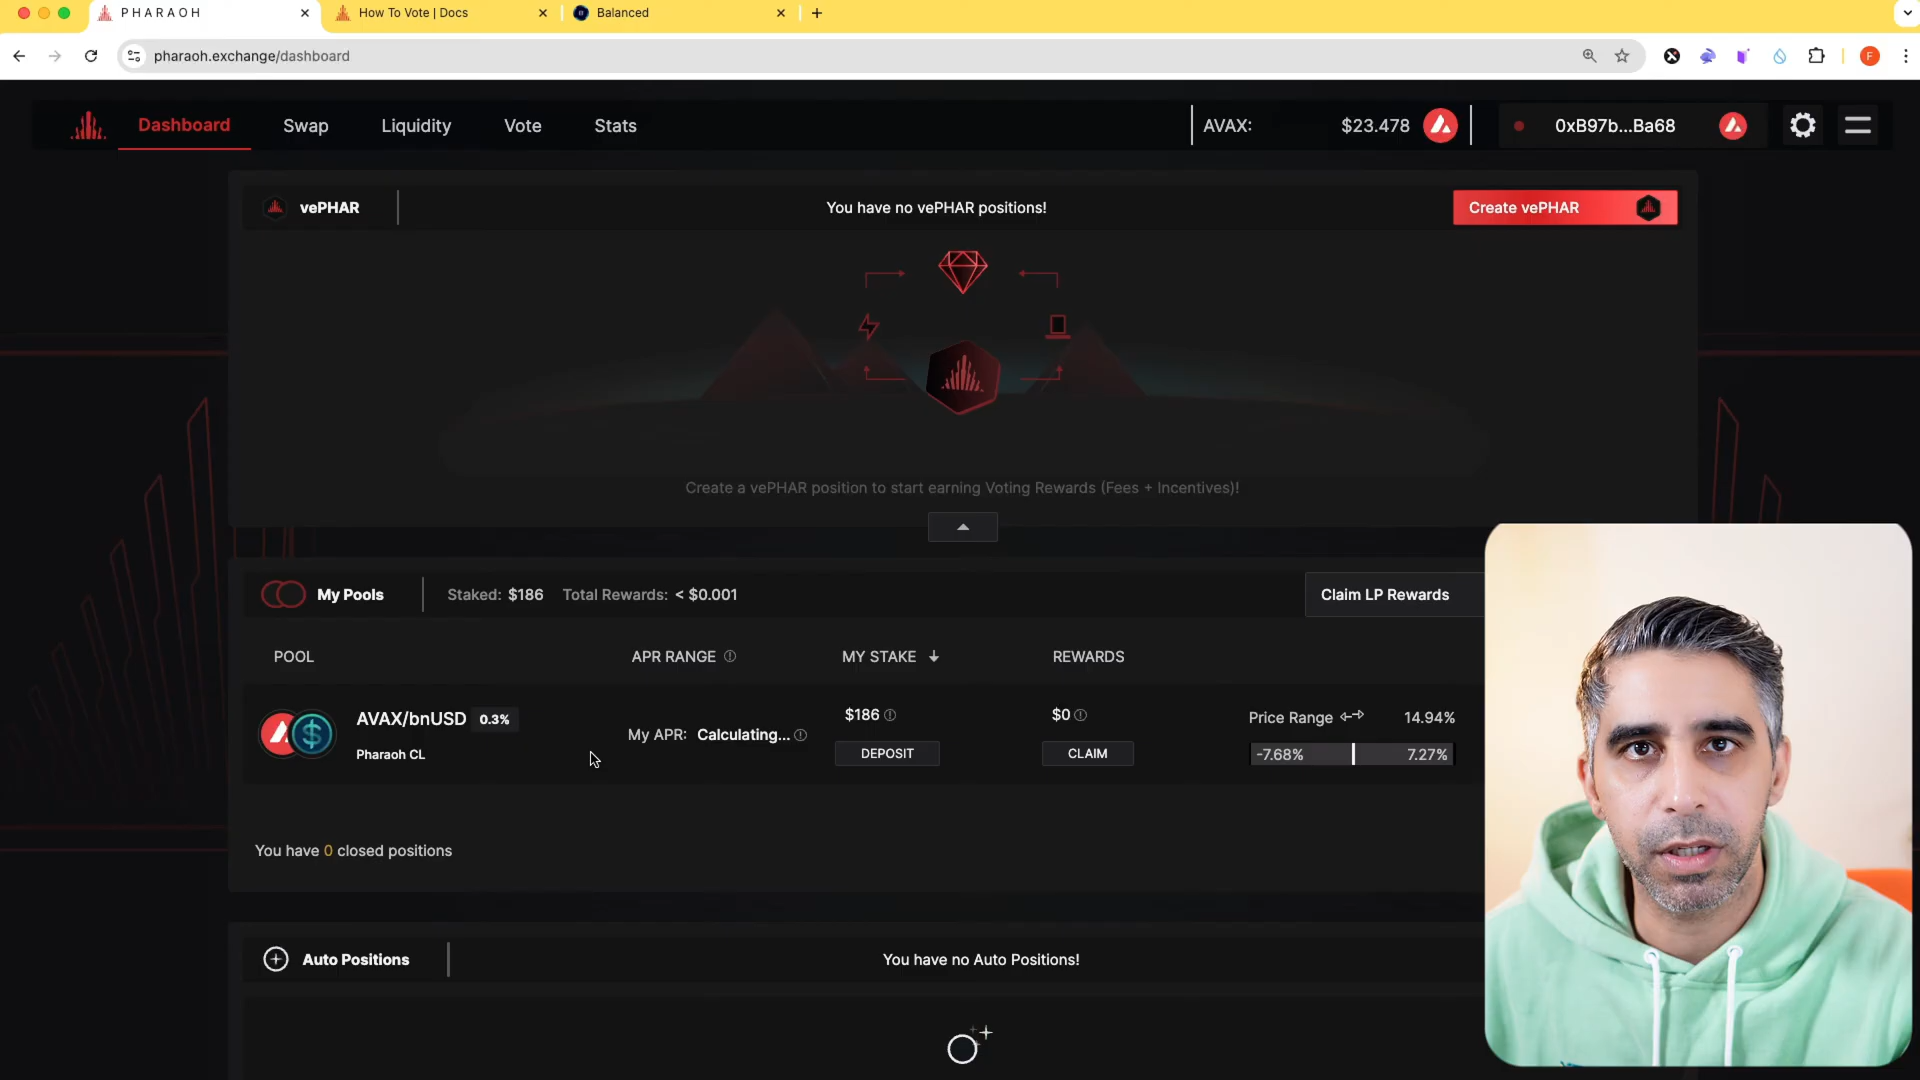 PHARAOH
How To Vote | Docs
Balanced
pharaoh.exchange/dashboard
F
Dashboard
Swap
Liquidity
Vote
Stats
AVAX:
$23.478
0xB97b...Ba68
vePHAR
You have no vePHAR positions!
Create vePHAR
Create a vePHAR position to start earning Voting Rewards (Fees + Incentives)!
My Pools
Staked: $186
Total Rewards: < $0.001
Claim LP Rewards
POOL
APR RANGE
MY STAKE
REWARDS
AVAX/bnUSD 0.3%
Pharaoh CL
My APR: Calculating...
$186
DEPOSIT
$0
CLAIM
Price Range
14.94%
-7.68%
7.27%
You have 0 closed positions
Auto Positions
You have no Auto Positions!